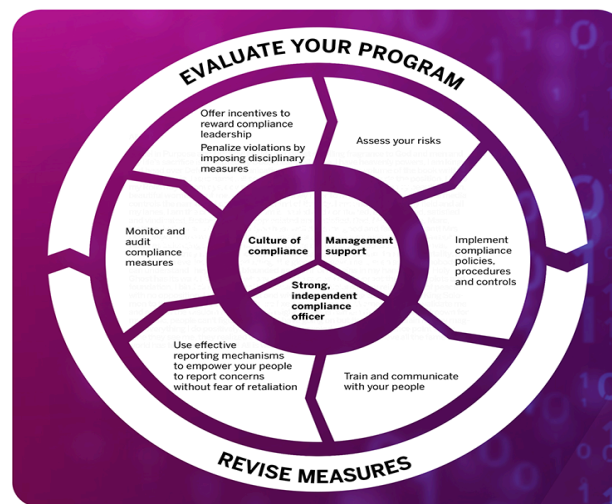 EVALUATE YOUR PROGRAM
Offer incentives to
reward compliance
leadership
Penalize violations by
imposing disciplinary
measures
Assess your risks
Monitor and
audit
compliance
measures
Culture of
compliance
Management
support
Strong,
independent
compliance
officer
Implement
compliance
policies,
procedures
and controls
Use effective
reporting mechanisms
to empower your people
to report concerns
without fear of retaliation
Train and communicate
with your people
REVISE MEASURES